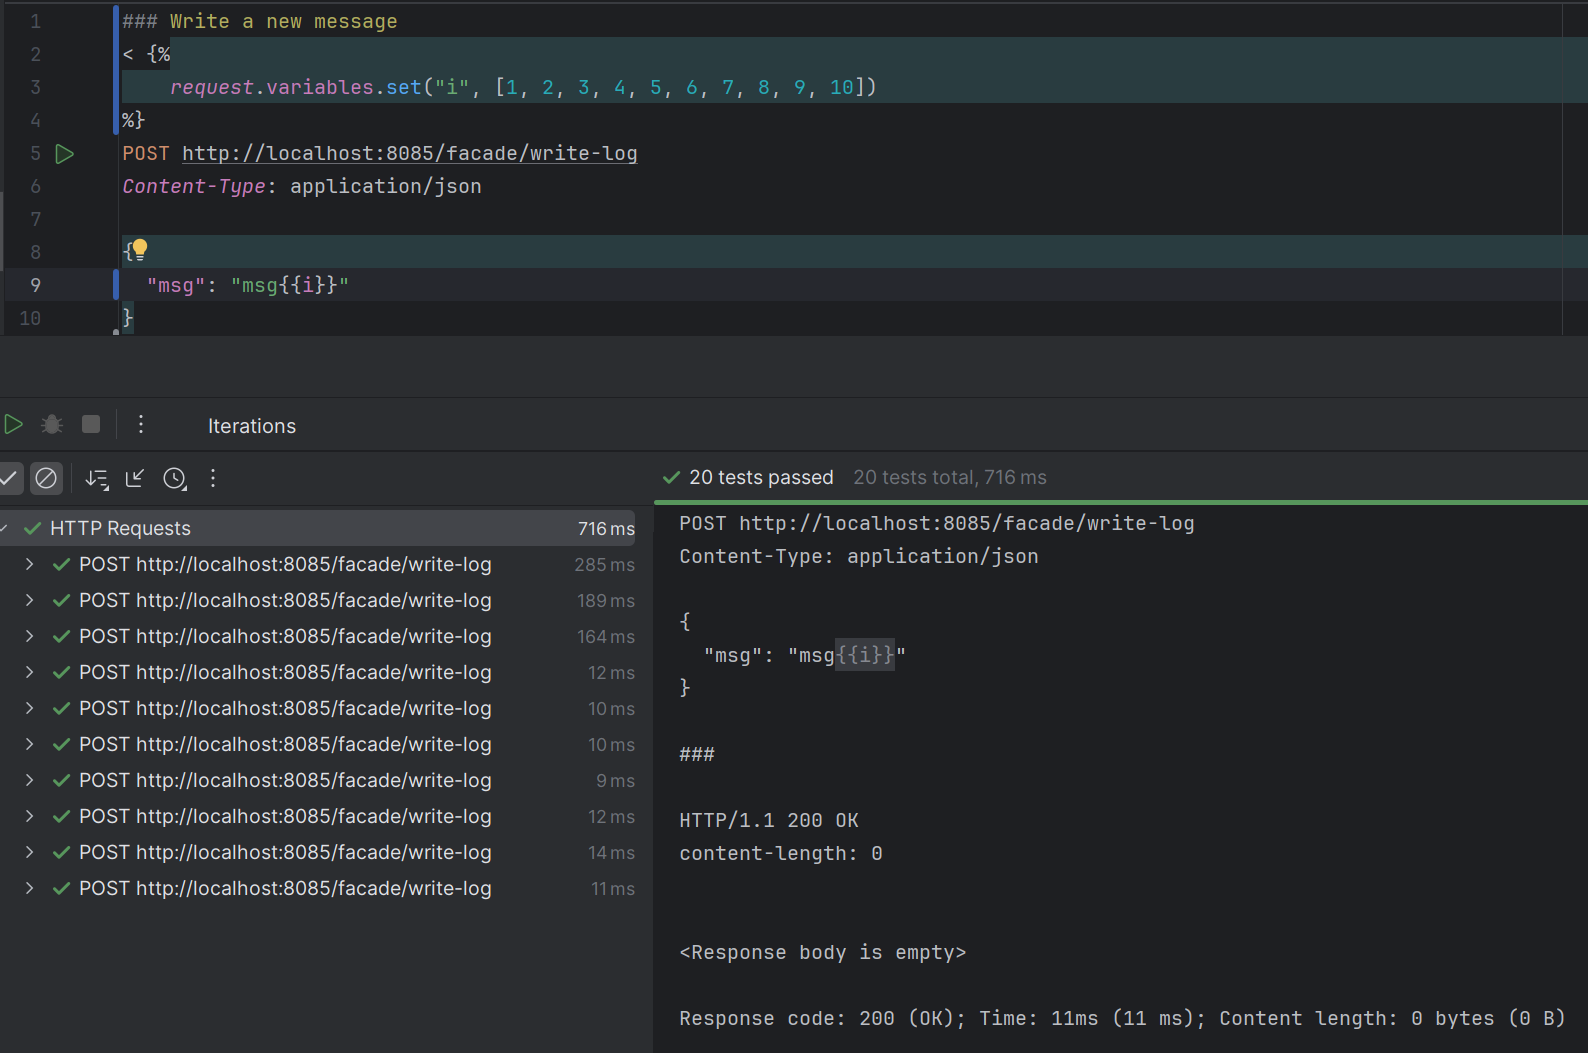 1 ### Write a new message
2 < {%
3 request.variables.set("i", [1, 2, 3, 4, 5, 6, 7, 8, 9, 10])
4 %}
5 POST http://localhost:8085/facade/write-log
6 Content-Type: application/json
7
8 {
9 "msg": "msg{{i}}"
10 }
Iterations
20 tests passed 20 tests total, 716 ms
HTTP Requests 716 ms
POST http://localhost:8085/facade/write-log 285 ms
POST http://localhost:8085/facade/write-log 189 ms
POST http://localhost:8085/facade/write-log 164 ms
POST http://localhost:8085/facade/write-log 12 ms
POST http://localhost:8085/facade/write-log 10 ms
POST http://localhost:8085/facade/write-log 10 ms
POST http://localhost:8085/facade/write-log 9 ms
POST http://localhost:8085/facade/write-log 12 ms
POST http://localhost:8085/facade/write-log 14 ms
POST http://localhost:8085/facade/write-log 11 ms
POST http://localhost:8085/facade/write-log
Content-Type: application/json
{
"msg": "msg{{i}}"
}
###
HTTP/1.1 200 OK
content-length: 0
<Response body is empty>
Response code: 200 (OK); Time: 11ms (11 ms); Content length: 0 bytes (0 B)